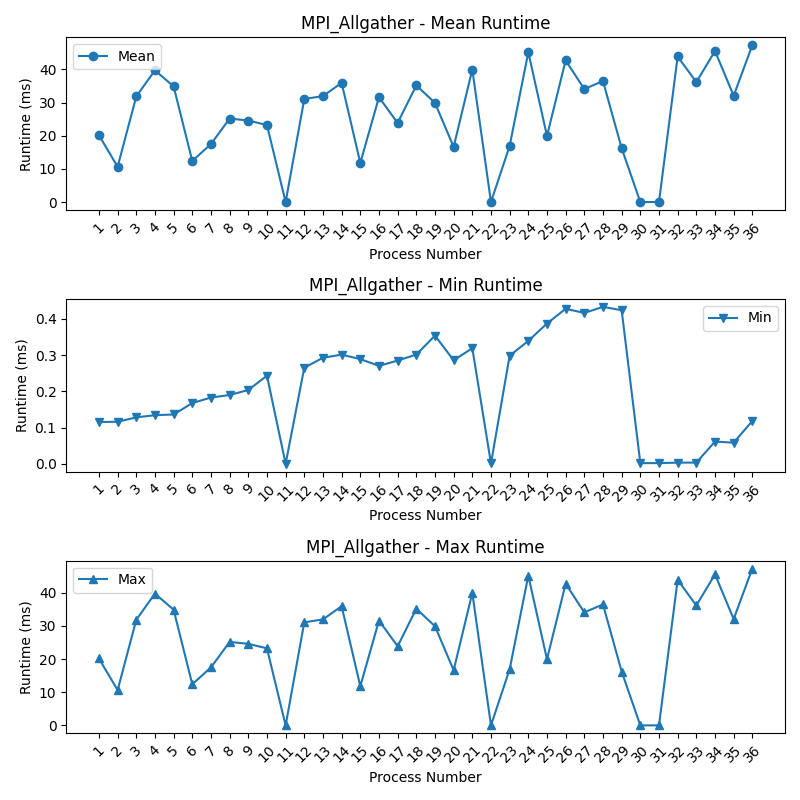 MPI_Allgather - Mean Runtime
Mean
Runtime (ms)
40
30
20
10
0
1 2 3 4 5 6 7 8 9 10 11 12 13 14 15 16 17 18 19 20 21 22 23 24 25 26 27 28 29 30 31 32 33 34 35 36
Process Number
MPI_Allgather - Min Runtime
Min
Runtime (ms)
0.4
0.3
0.2
0.1
0.0
1 2 3 4 5 6 7 8 9 10 11 12 13 14 15 16 17 18 19 20 21 22 23 24 25 26 27 28 29 30 31 32 33 34 35 36
Process Number
MPI_Allgather - Max Runtime
Max
Runtime (ms)
40
30
20
10
0
1 2 3 4 5 6 7 8 9 10 11 12 13 14 15 16 17 18 19 20 21 22 23 24 25 26 27 28 29 30 31 32 33 34 35 36
Process Number